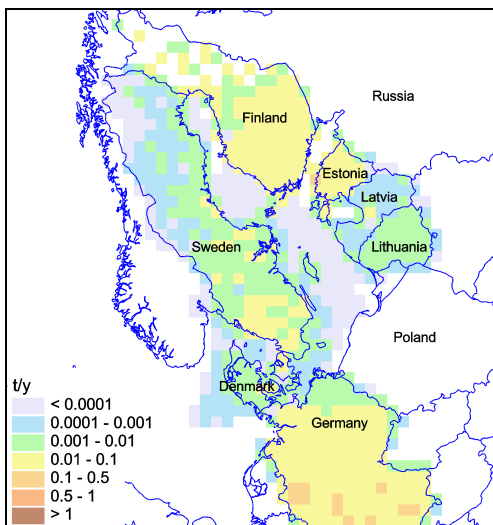 Russia
Finland
Estonia
Latvia
Sweden
Lithuania
Poland
Denmark
Germany
t/y
< 0.0001
0.0001 - 0.001
0.001 - 0.01
0.01 - 0.1
0.1 - 0.5
0.5 - 1
> 1